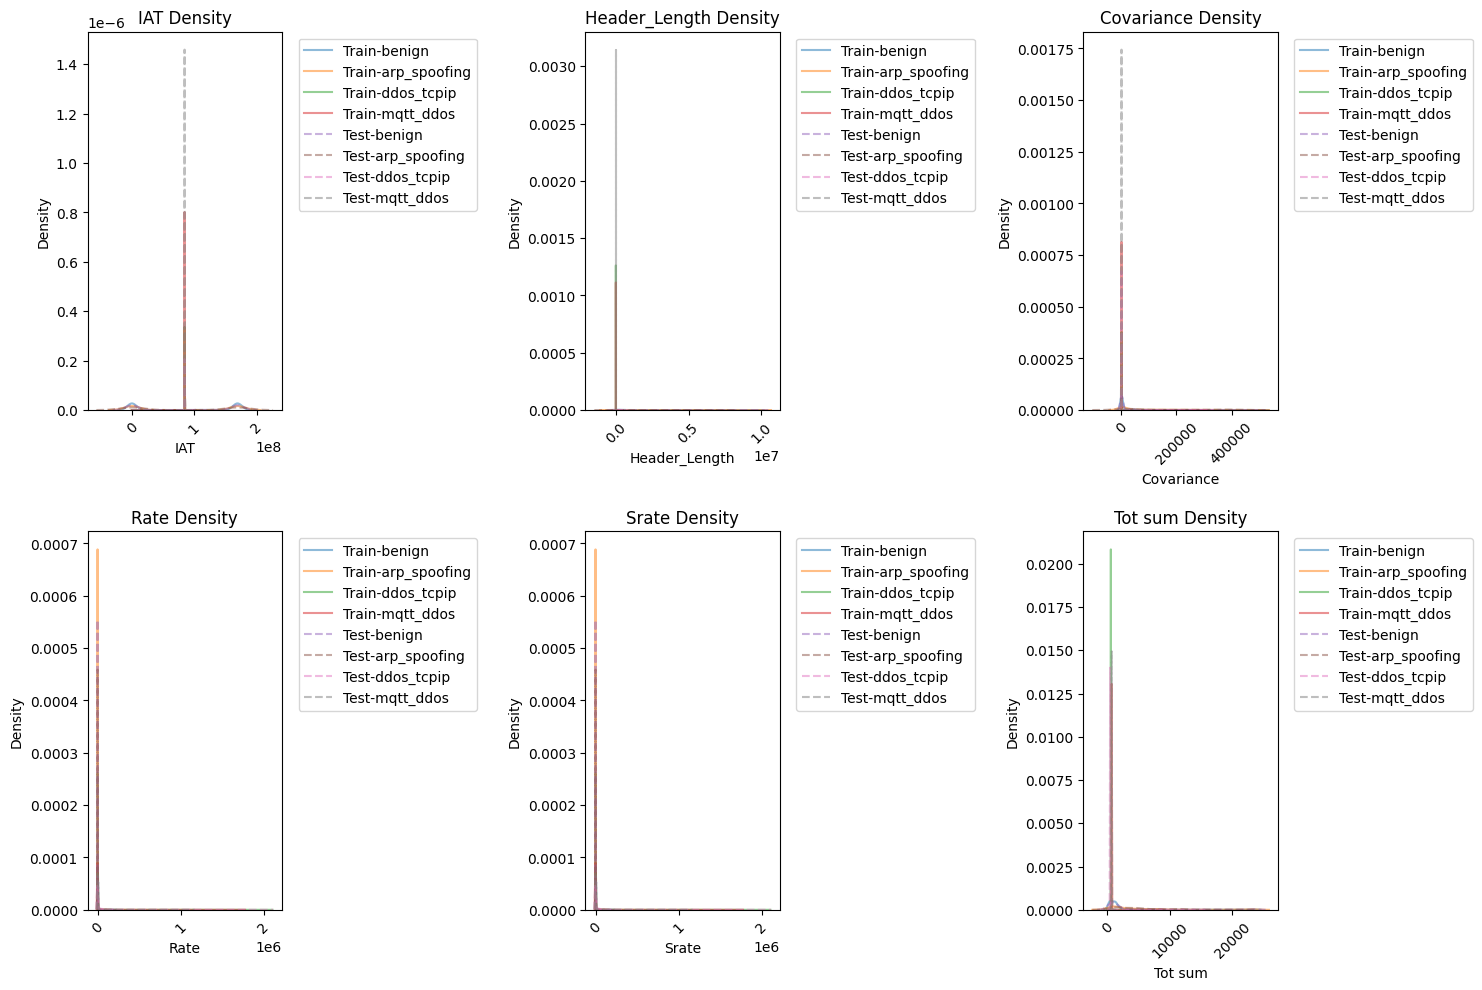 IAT Density
1e−6
Density
1.4
1.2
1.0
0.8
0.6
0.4
0.2
0.0
0
1
2
1e8
IAT
Train-benign
Train-arp_spoofing
Train-ddos_tcpip
Train-mqtt_ddos
Test-benign
Test-arp_spoofing
Test-ddos_tcpip
Test-mqtt_ddos
Header_Length Density
Density
0.0030
0.0025
0.0020
0.0015
0.0010
0.0005
0.0000
0.0
0.5
1.0
1e7
Header_Length
Train-benign
Train-arp_spoofing
Train-ddos_tcpip
Train-mqtt_ddos
Test-benign
Test-arp_spoofing
Test-ddos_tcpip
Test-mqtt_ddos
Covariance Density
Density
0.00175
0.00150
0.00125
0.00100
0.00075
0.00050
0.00025
0.00000
0
200000
400000
Covariance
Train-benign
Train-arp_spoofing
Train-ddos_tcpip
Train-mqtt_ddos
Test-benign
Test-arp_spoofing
Test-ddos_tcpip
Test-mqtt_ddos
Rate Density
Density
0.0007
0.0006
0.0005
0.0004
0.0003
0.0002
0.0001
0.0000
0
1
2
1e6
Rate
Train-benign
Train-arp_spoofing
Train-ddos_tcpip
Train-mqtt_ddos
Test-benign
Test-arp_spoofing
Test-ddos_tcpip
Test-mqtt_ddos
Srate Density
Density
0.0007
0.0006
0.0005
0.0004
0.0003
0.0002
0.0001
0.0000
0
1
2
1e6
Srate
Train-benign
Train-arp_spoofing
Train-ddos_tcpip
Train-mqtt_ddos
Test-benign
Test-arp_spoofing
Test-ddos_tcpip
Test-mqtt_ddos
Tot sum Density
Density
0.0200
0.0175
0.0150
0.0125
0.0100
0.0075
0.0050
0.0025
0.0000
0
10000
20000
Tot sum
Train-benign
Train-arp_spoofing
Train-ddos_tcpip
Train-mqtt_ddos
Test-benign
Test-arp_spoofing
Test-ddos_tcpip
Test-mqtt_ddos